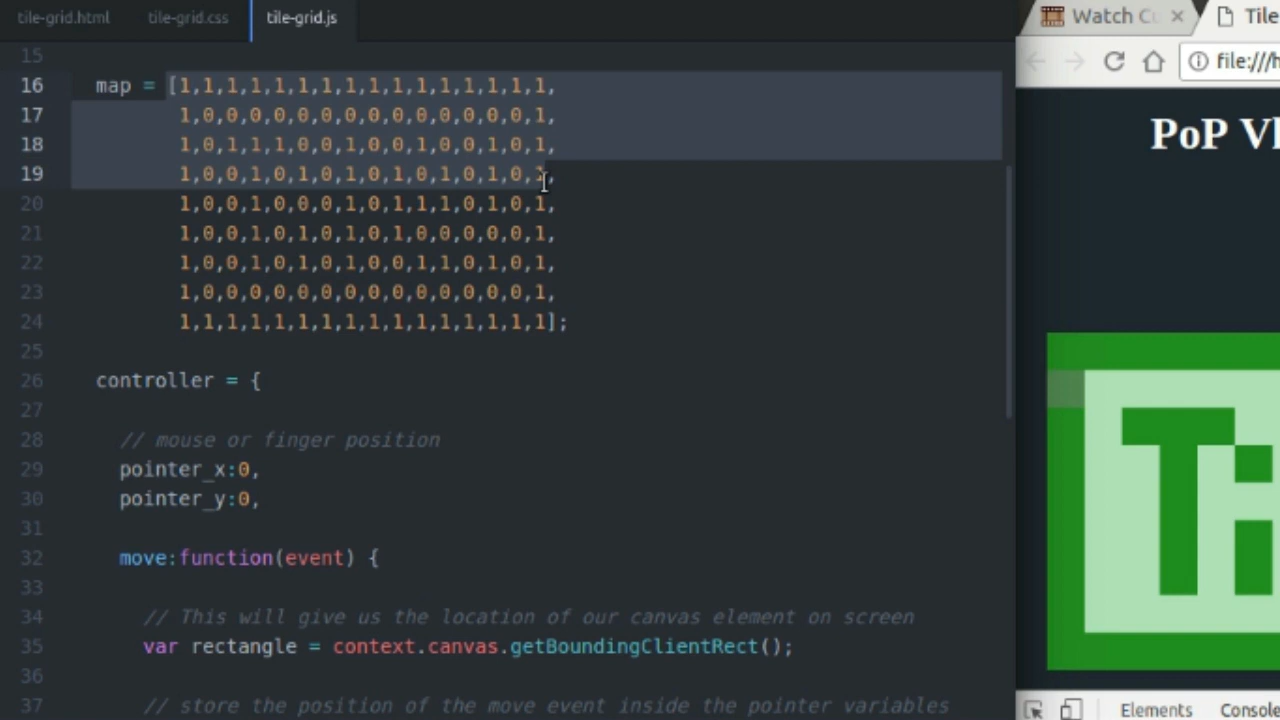 tile-grid.html tile-grid.css tile-grid.js
15
16 map = [1,1,1,1,1,1,1,1,1,1,1,1,1,1,1,1,
17 1,0,0,0,0,0,0,0,0,0,0,0,0,0,0,1,
18 1,0,1,1,1,0,0,1,0,0,1,0,0,1,0,1,
19 1,0,0,1,0,1,0,1,0,1,0,1,0,1,0,1,
20 1,0,0,1,0,0,0,1,0,1,1,1,0,1,0,1,
21 1,0,0,1,0,1,0,1,0,1,0,0,0,0,0,1,
22 1,0,0,1,0,1,0,1,0,0,1,1,0,1,0,1,
23 1,0,0,0,0,0,0,0,0,0,0,0,0,0,0,1,
24 1,1,1,1,1,1,1,1,1,1,1,1,1,1,1,1];
25
26 controller = {
27
28 // mouse or finger position
29 pointer_x:0,
30 pointer_y:0,
31
32 move:function(event) {
33
34 // This will give us the location of our canvas element on screen
35 var rectangle = context.canvas.getBoundingClientRect();
36
37 // store the position of the move event inside the pointer variables
Watch Tile
file:///h
PoP
Ti
Elements Console